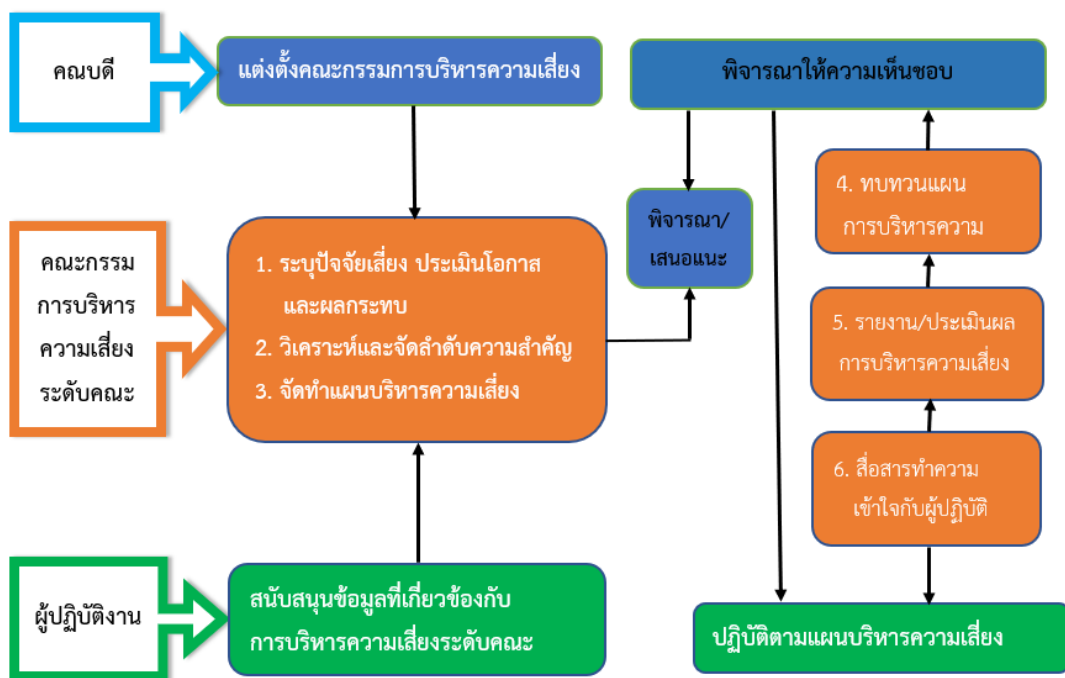 คณบดี
แต่งตั้งคณะกรรมการบริหารความเสี่ยง
พิจารณาให้ความเห็นชอบ
คณะกรรม
การบริหาร
ความเสี่ยง
ระดับคณะ
1. ระบุปัจจัยเสี่ยง ประเมินโอกาส
และผลกระทบ
2. วิเคราะห์และจัดลำดับความสำคัญ
3. จัดทำแผนบริหารความเสี่ยง
พิจารณา/
เสนอแนะ
4. ทบทวนแผน
การบริหารความ
5. รายงาน/ประเมินผล
การบริหารความเสี่ยง
6. สื่อสารทำความ
เข้าใจกับผู้ปฏิบัติ
ผู้ปฏิบัติงาน
สนับสนุนข้อมูลที่เกี่ยวข้องกับ
การบริหารความเสี่ยงระดับคณะ
ปฏิบัติตามแผนบริหารความเสี่ยง